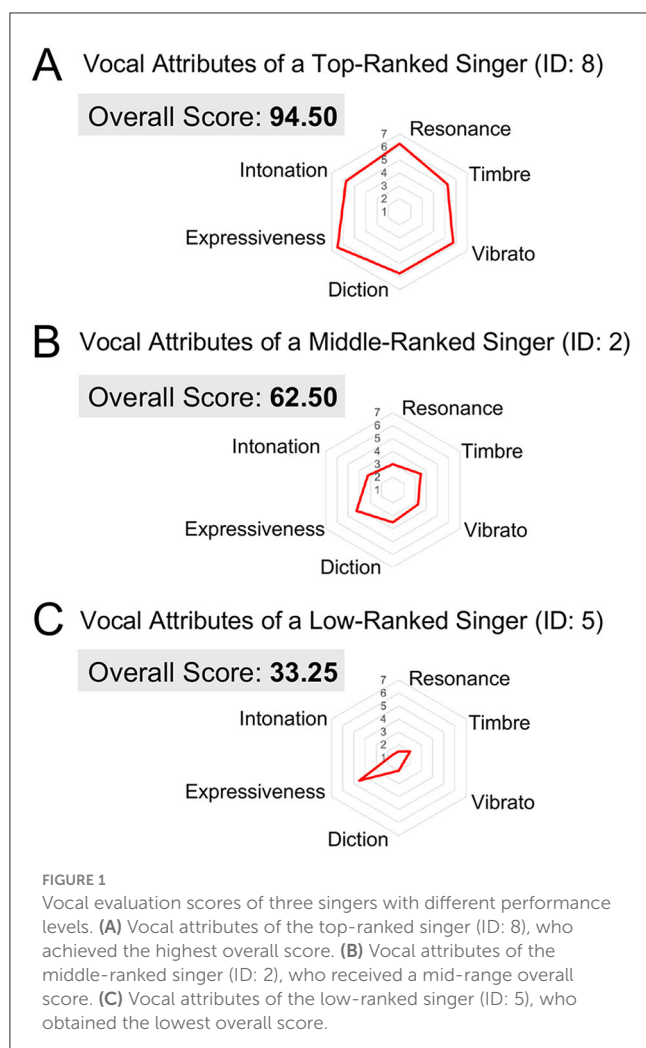 A Vocal Attributes of a Top-Ranked Singer (ID: 8)
Overall Score: 94.50
7 Resonance
6
Intonation 5 Timbre
4
3
2
1
Expressiveness
Vibrato
Diction
B Vocal Attributes of a Middle-Ranked Singer (ID: 2)
Overall Score: 62.50
7 Resonance
6
Intonation 5 Timbre
4
3
2
1
Expressiveness Vibrato
Diction
C Vocal Attributes of a Low-Ranked Singer (ID: 5)
Overall Score: 33.25
7 Resonance
6
5
Intonation 4 Timbre
3
2
1
Expressiveness Vibrato
Diction
FIGURE 1
Vocal evaluation scores of three singers with different performance
levels. (A) Vocal attributes of the top-ranked singer (ID: 8), who
achieved the highest overall score. (B) Vocal attributes of the
middle-ranked singer (ID: 2), who received a mid-range overall
score. (C) Vocal attributes of the low-ranked singer (ID: 5), who
obtained the lowest overall score.